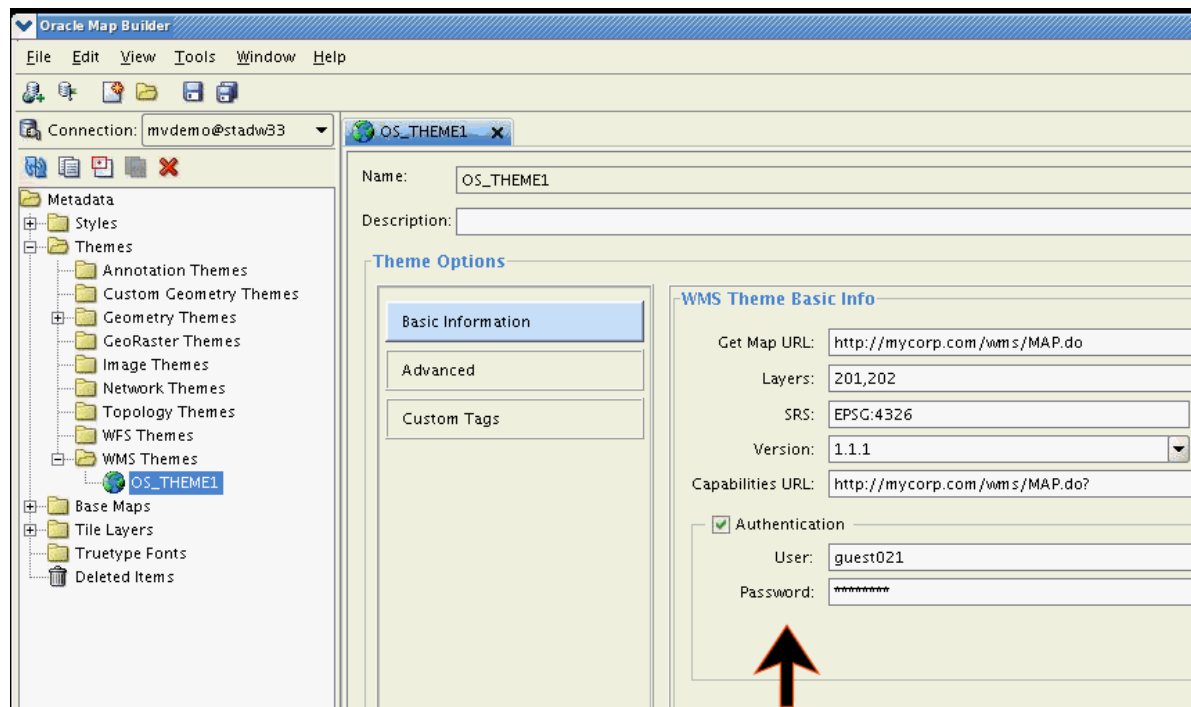 Oracle Map Builder
File Edit View Tools Window Help
Connection: mvdemo@stadw33
OS_THEME1
Metadata
Styles
Themes
Annotation Themes
Custom Geometry Themes
Geometry Themes
GeoRaster Themes
Image Themes
Network Themes
Topology Themes
WFS Themes
WMS Themes
OS_THEME1
Base Maps
Tile Layers
Truetype Fonts
Deleted Items
Name: OS_THEME1
Description:
Theme Options
Basic Information
Advanced
Custom Tags
WMS Theme Basic Info
Get Map URL: http://mycorp.com/wms/MAP.do
Layers: 201,202
SRS: EPSG:4326
Version: 1.1.1
Capabilities URL: http://mycorp.com/wms/MAP.do?
Authentication
User: guest021
Password: ********